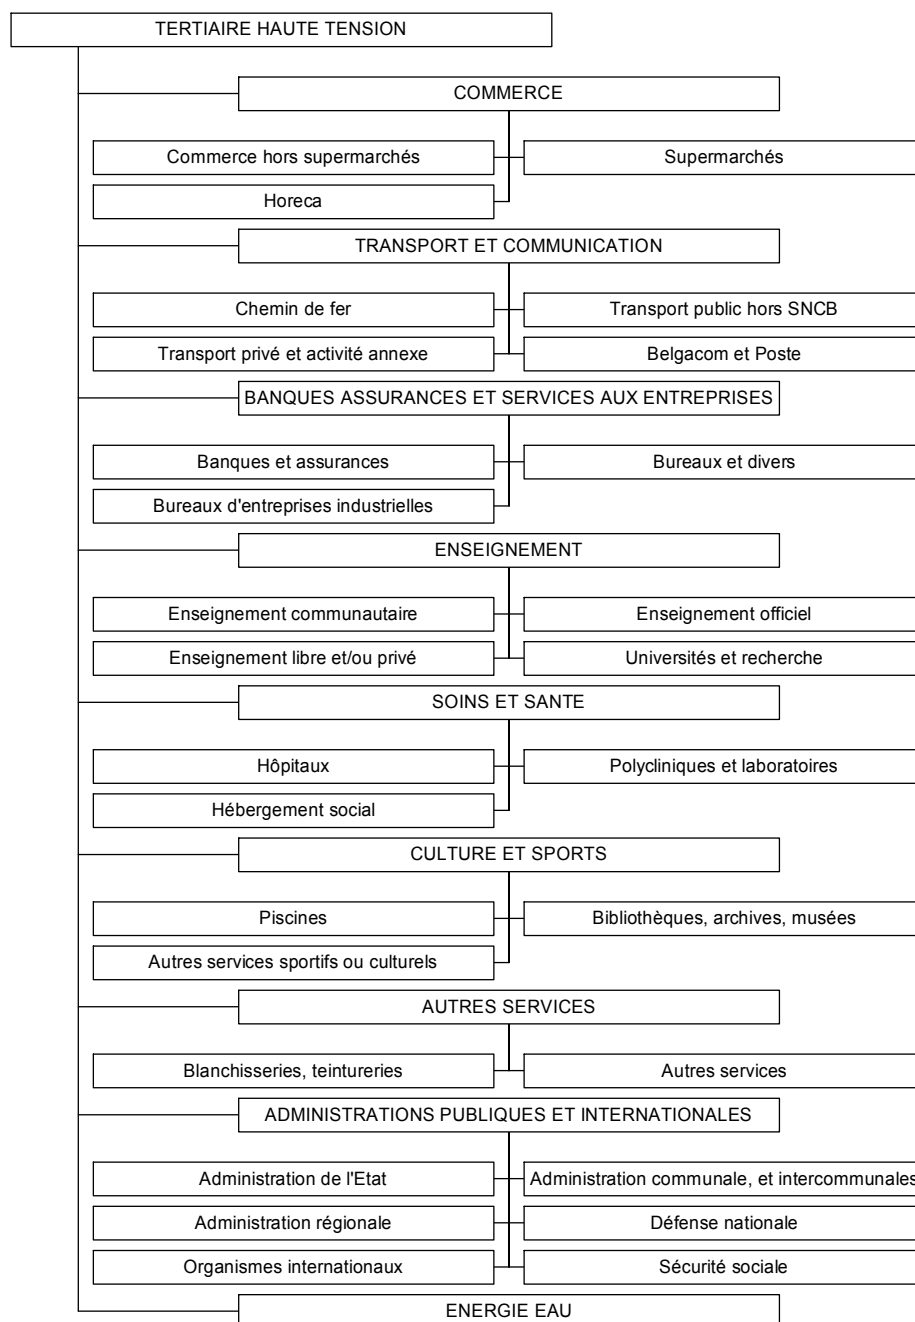 TERTIAIRE HAUTE TENSION
COMMERCE
Commerce hors supermarchés
Supermarchés
Horeca
TRANSPORT ET COMMUNICATION
Chemin de fer
Transport public hors SNCB
Transport privé et activité annexe
Belgacom et Poste
BANQUES ASSURANCES ET SERVICES AUX ENTREPRISES
Banques et assurances
Bureaux et divers
Bureaux d'entreprises industrielles
ENSEIGNEMENT
Enseignement communautaire
Enseignement officiel
Enseignement libre et/ou privé
Universités et recherche
SOINS ET SANTE
Hôpitaux
Polycliniques et laboratoires
Hébergement social
CULTURE ET SPORTS
Piscines
Bibliothèques, archives, musées
Autres services sportifs ou culturels
AUTRES SERVICES
Blanchisseries, teintureries
Autres services
ADMINISTRATIONS PUBLIQUES ET INTERNATIONALES
Administration de l'Etat
Administration communale, et intercommunales
Administration régionale
Défense nationale
Organismes internationaux
Sécurité sociale
ENERGIE EAU